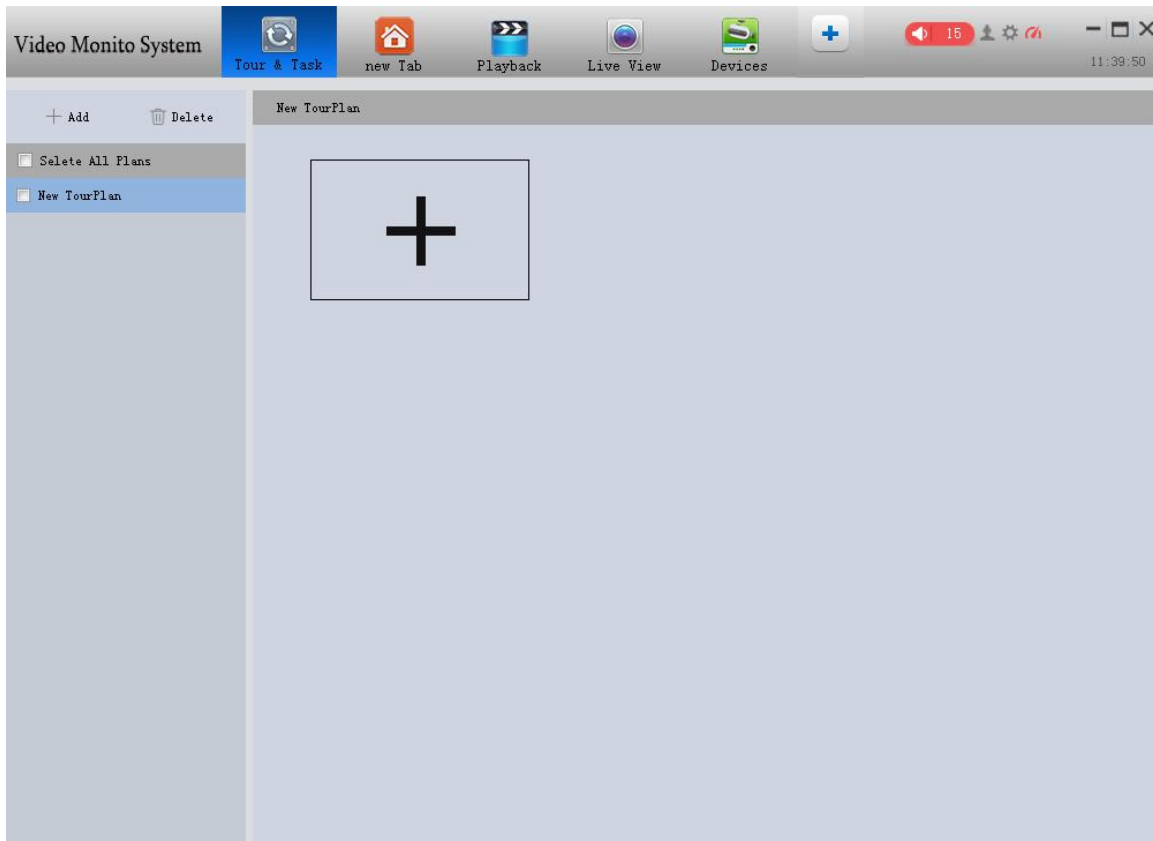 Video Monito System
Tour & Task
new Tab
Playback
Live View
Devices
15
11:39:50
Add
Delete
New TourPlan
Selete All Plans
New TourPlan